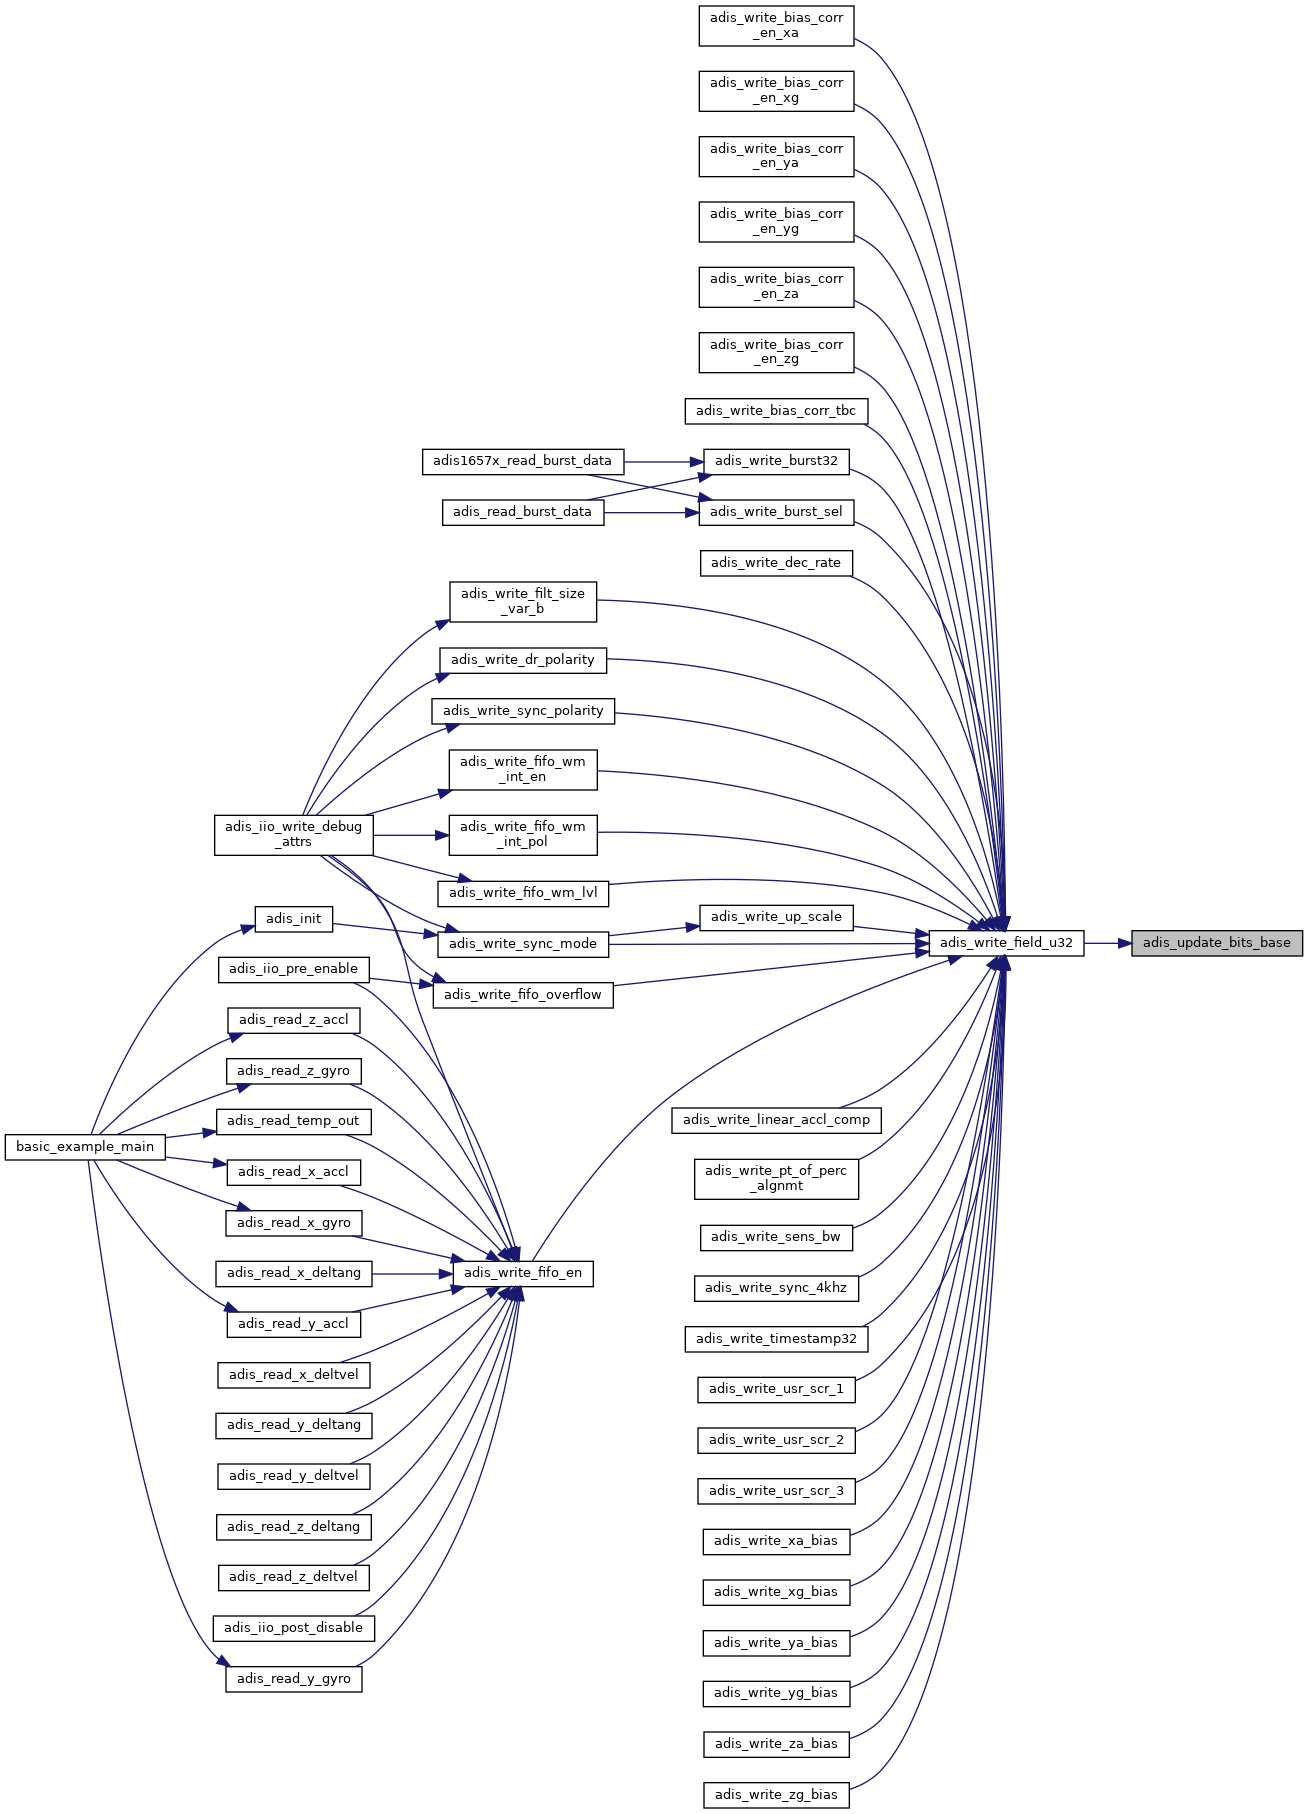 adis_write_bias_corr
_en_xa
adis_write_bias_corr
_en_xg
adis_write_bias_corr
_en_ya
adis_write_bias_corr
_en_yg
adis_write_bias_corr
_en_za
adis_write_bias_corr
_en_zg
adis_write_bias_corr_tbc
adis1657x_read_burst_data
adis_write_burst32
adis_read_burst_data
adis_write_burst_sel
adis_write_dec_rate
adis_write_filt_size
_var_b
adis_write_dr_polarity
adis_write_sync_polarity
adis_write_fifo_wm
_int_en
adis_iio_write_debug
_attrs
adis_write_fifo_wm
_int_pol
adis_write_fifo_wm_lvl
adis_init
adis_write_up_scale
adis_write_sync_mode
adis_write_field_u32
adis_update_bits_base
adis_iio_pre_enable
adis_write_fifo_overflow
adis_read_z_accl
adis_read_z_gyro
adis_read_temp_out
adis_write_linear_accl_comp
basic_example_main
adis_read_x_accl
adis_write_pt_of_perc
_algnmt
adis_read_x_gyro
adis_write_sens_bw
adis_read_x_deltang
adis_write_fifo_en
adis_write_sync_4khz
adis_read_y_accl
adis_write_timestamp32
adis_read_x_deltvel
adis_write_usr_scr_1
adis_read_y_deltang
adis_write_usr_scr_2
adis_read_y_deltvel
adis_write_usr_scr_3
adis_read_z_deltang
adis_write_xa_bias
adis_read_z_deltvel
adis_write_xg_bias
adis_iio_post_disable
adis_write_ya_bias
adis_read_y_gyro
adis_write_yg_bias
adis_write_za_bias
adis_write_zg_bias